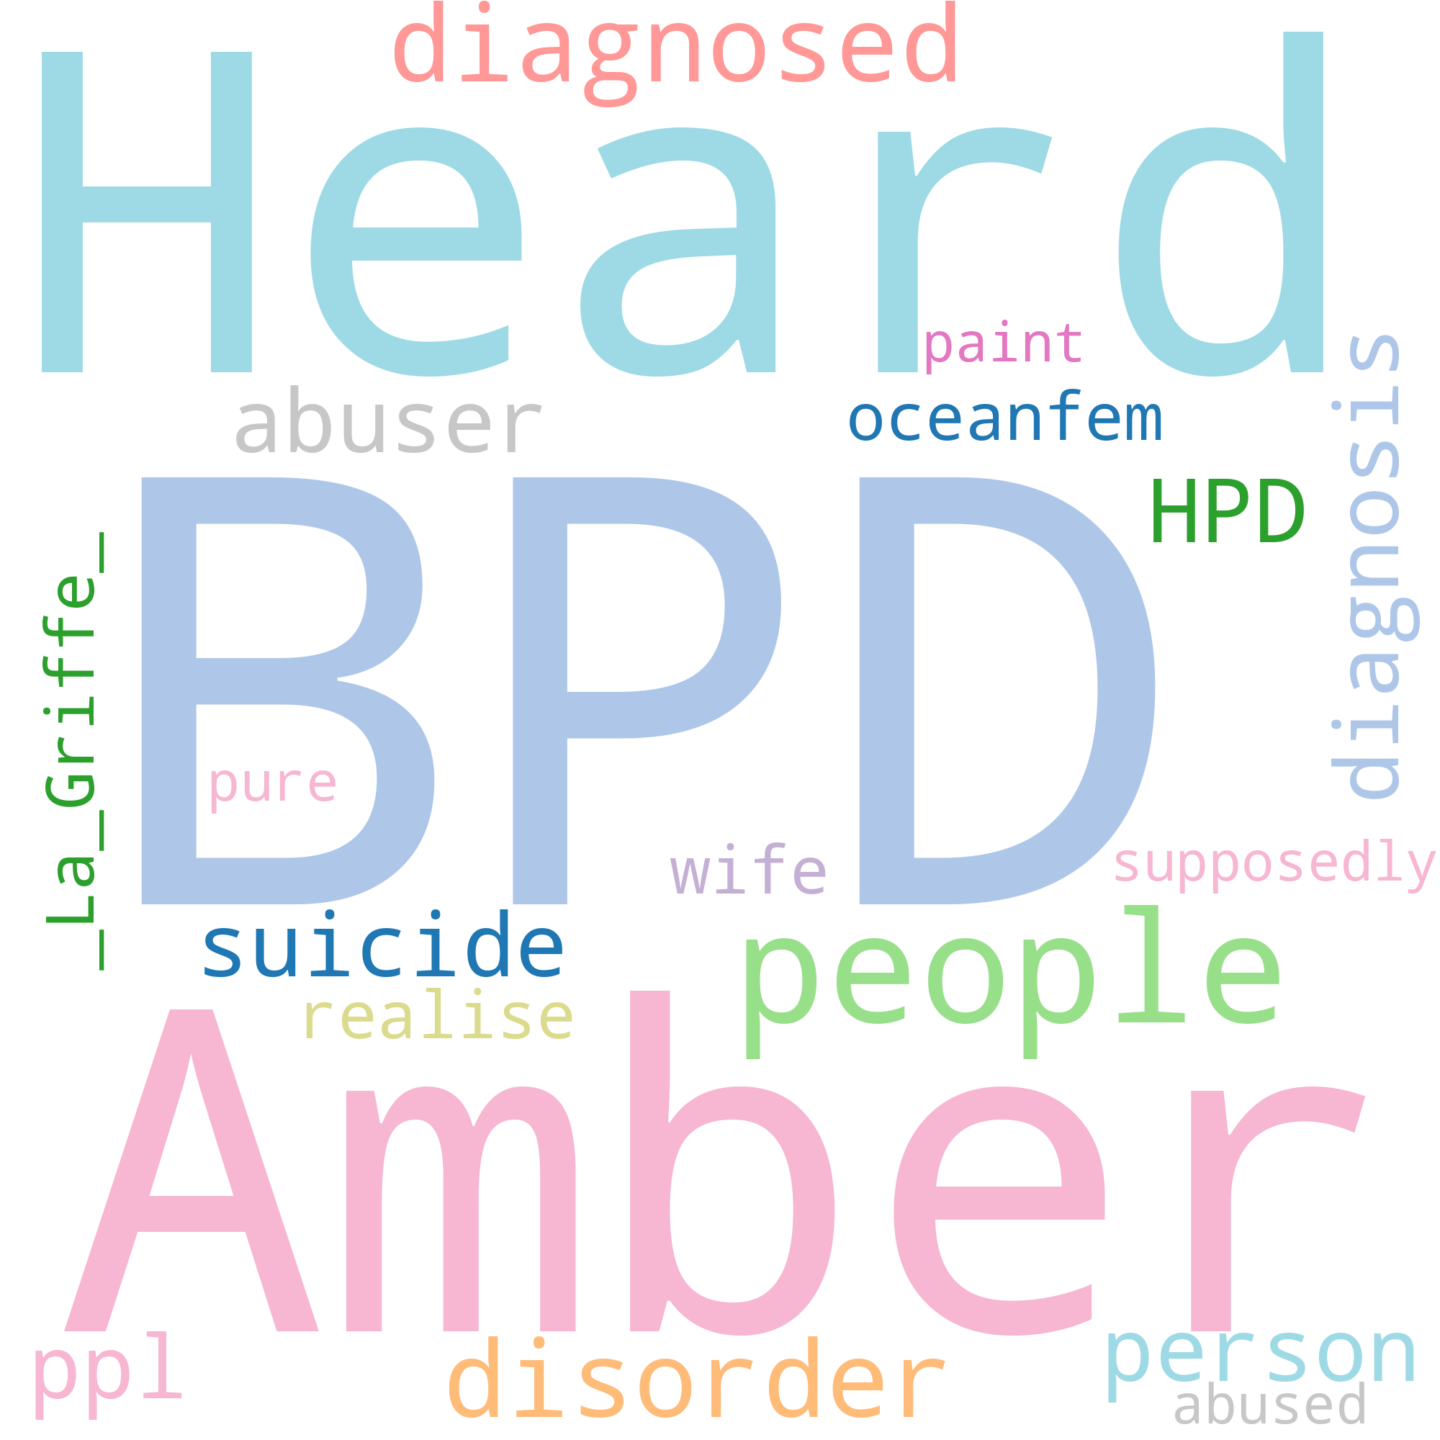 diagnosed
Heard
paint
abuser
oceanfem
diagnosis
HPD
BPD
_La_Griffe_
pure
wife
supposedly
suicide
people
realise
Amber
ppl
disorder
person
abused